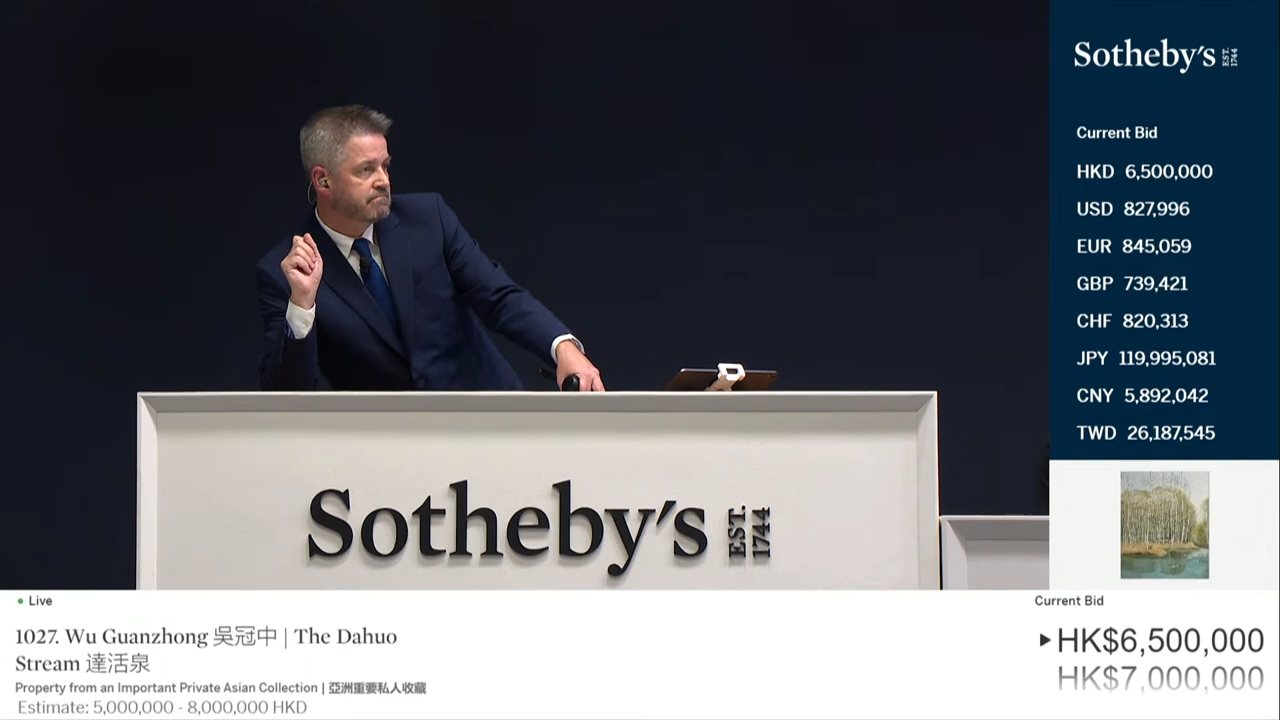 Sotheby's EST. 1744
Current Bid
HKD 6,500,000
USD 827,996
EUR 845,059
GBP 739,421
CHF 820,313
JPY 119,995,081
CNY 5,892,042
TWD 26,187,545
Sotheby's EST. 1744
Live
Current Bid
1027. Wu Guanzhong 吳冠中 | The Dahuo
Stream 達活泉
HK$6,500,000
HK$7,000,000
Property from an Important Private Asian Collection | 亞洲重要私人收藏
Estimate: 5,000,000 - 8,000,000 HKD